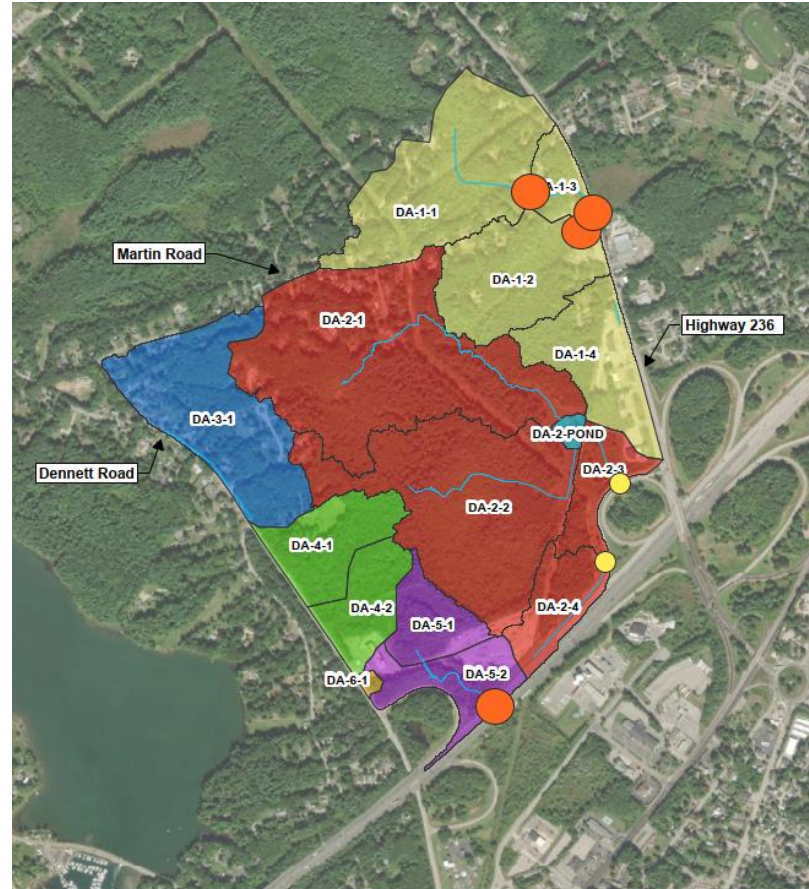 DA-1-3
DA-1-1
Martin Road
DA-1-2
DA-2-1
Highway 236
DA-1-4
DA-3-1
DA-2-POND
DA-2-3
Dennett Road
DA-2-2
DA-4-1
DA-4-2
DA-2-4
DA-5-1
DA-5-2
DA-6-1